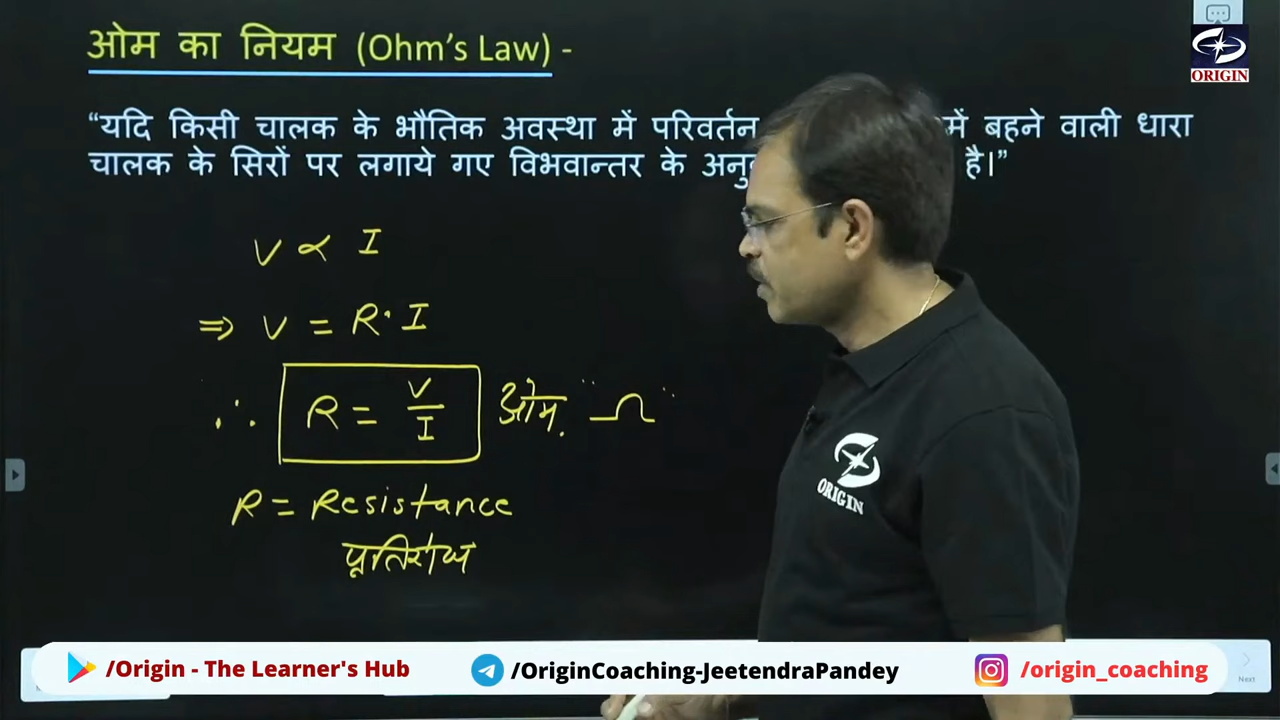 ओम का नियम (Ohm's Law) -
ORIGIN
“यदि किसी चालक के भौतिक अवस्था में परिवर्तन में बहने वाली धारा
चालक के सिरों पर लगाये गए विभवान्तर के है।”
V ∝ I
⇒ V = R · I
∴ R = V/I ओम. "Ω"
R = Resistance
प्रतिरोध
ORIGIN
/Origin - The Learner's Hub
/OriginCoaching-JeetendraPandey
/origin_coaching
Next